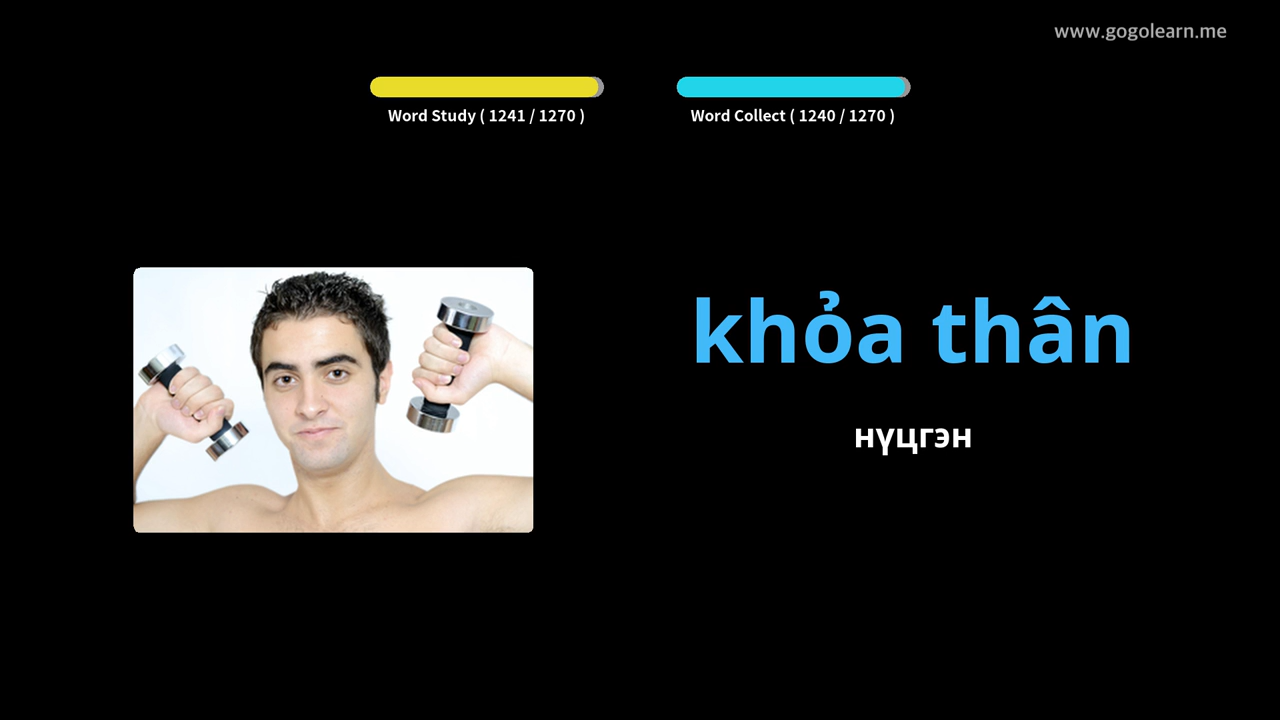 www.gogolearn.me
Word Study ( 1241 / 1270 )
Word Collect ( 1240 / 1270 )
khỏa thân
нүцгэн